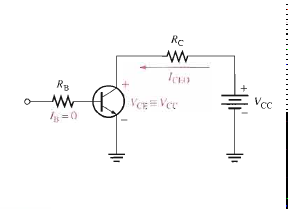 R_C
+
I_CEO
R_B
+
V_CE ≅ V_CC
V_CC
−
I_B = 0
−